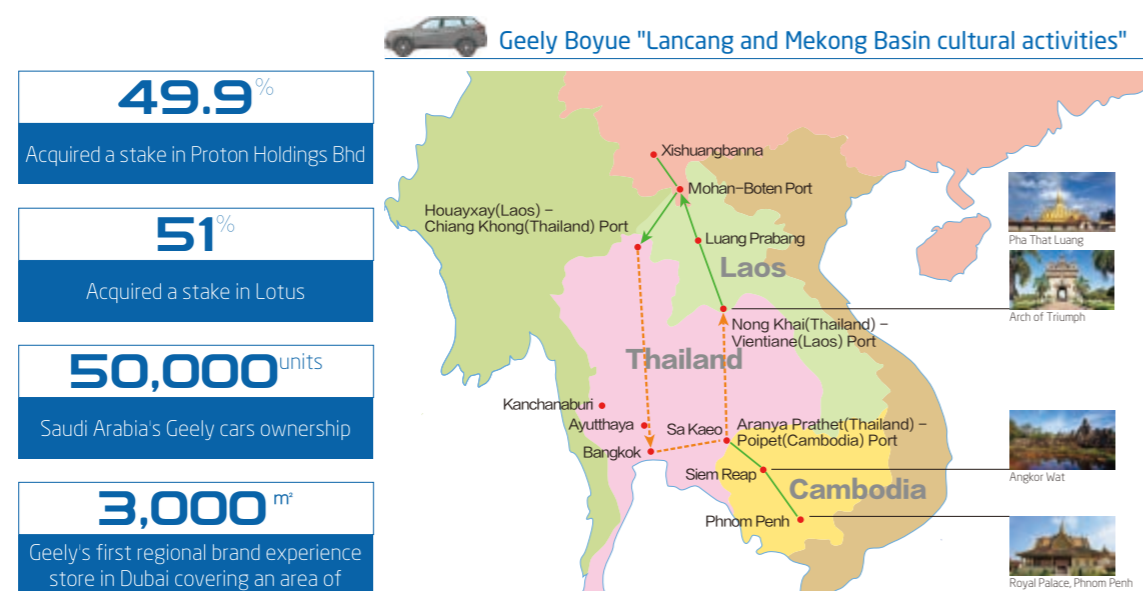 Geely Boyue "Lancang and Mekong Basin cultural activities"
49.9%
Acquired a stake in Proton Holdings Bhd
51%
Acquired a stake in Lotus
50,000 units
Saudi Arabia's Geely cars ownership
3,000 m²
Geely's first regional brand experience
store in Dubai covering an area of
Xishuangbanna
Mohan-Boten Port
Houayxay(Laos) –
Chiang Khong(Thailand) Port
Luang Prabang
Laos
Nong Khai(Thailand) –
Vientiane(Laos) Port
Thailand
Kanchanaburi
Ayutthaya
Bangkok
Sa Kaeo
Aranya Prathet(Thailand) –
Poipet(Cambodia) Port
Siem Reap
Cambodia
Phnom Penh
Pha That Luang
Arch of Triumph
Angkor Wat
Royal Palace, Phnom Penh